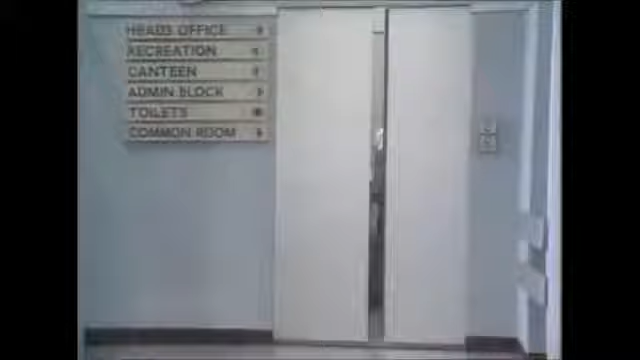 HEADS OFFICE
RECREATION
CANTEEN
ADMIN BLOCK
TOILETS
COMMON ROOM